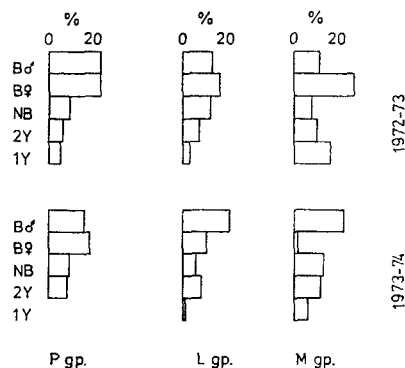 % % %
0 20 0 20 0 20
B♂
B♀
NB
2Y
1Y
1972-73
B♂
B♀
NB
2Y
1Y
1973-74
P gp. L gp. M gp.